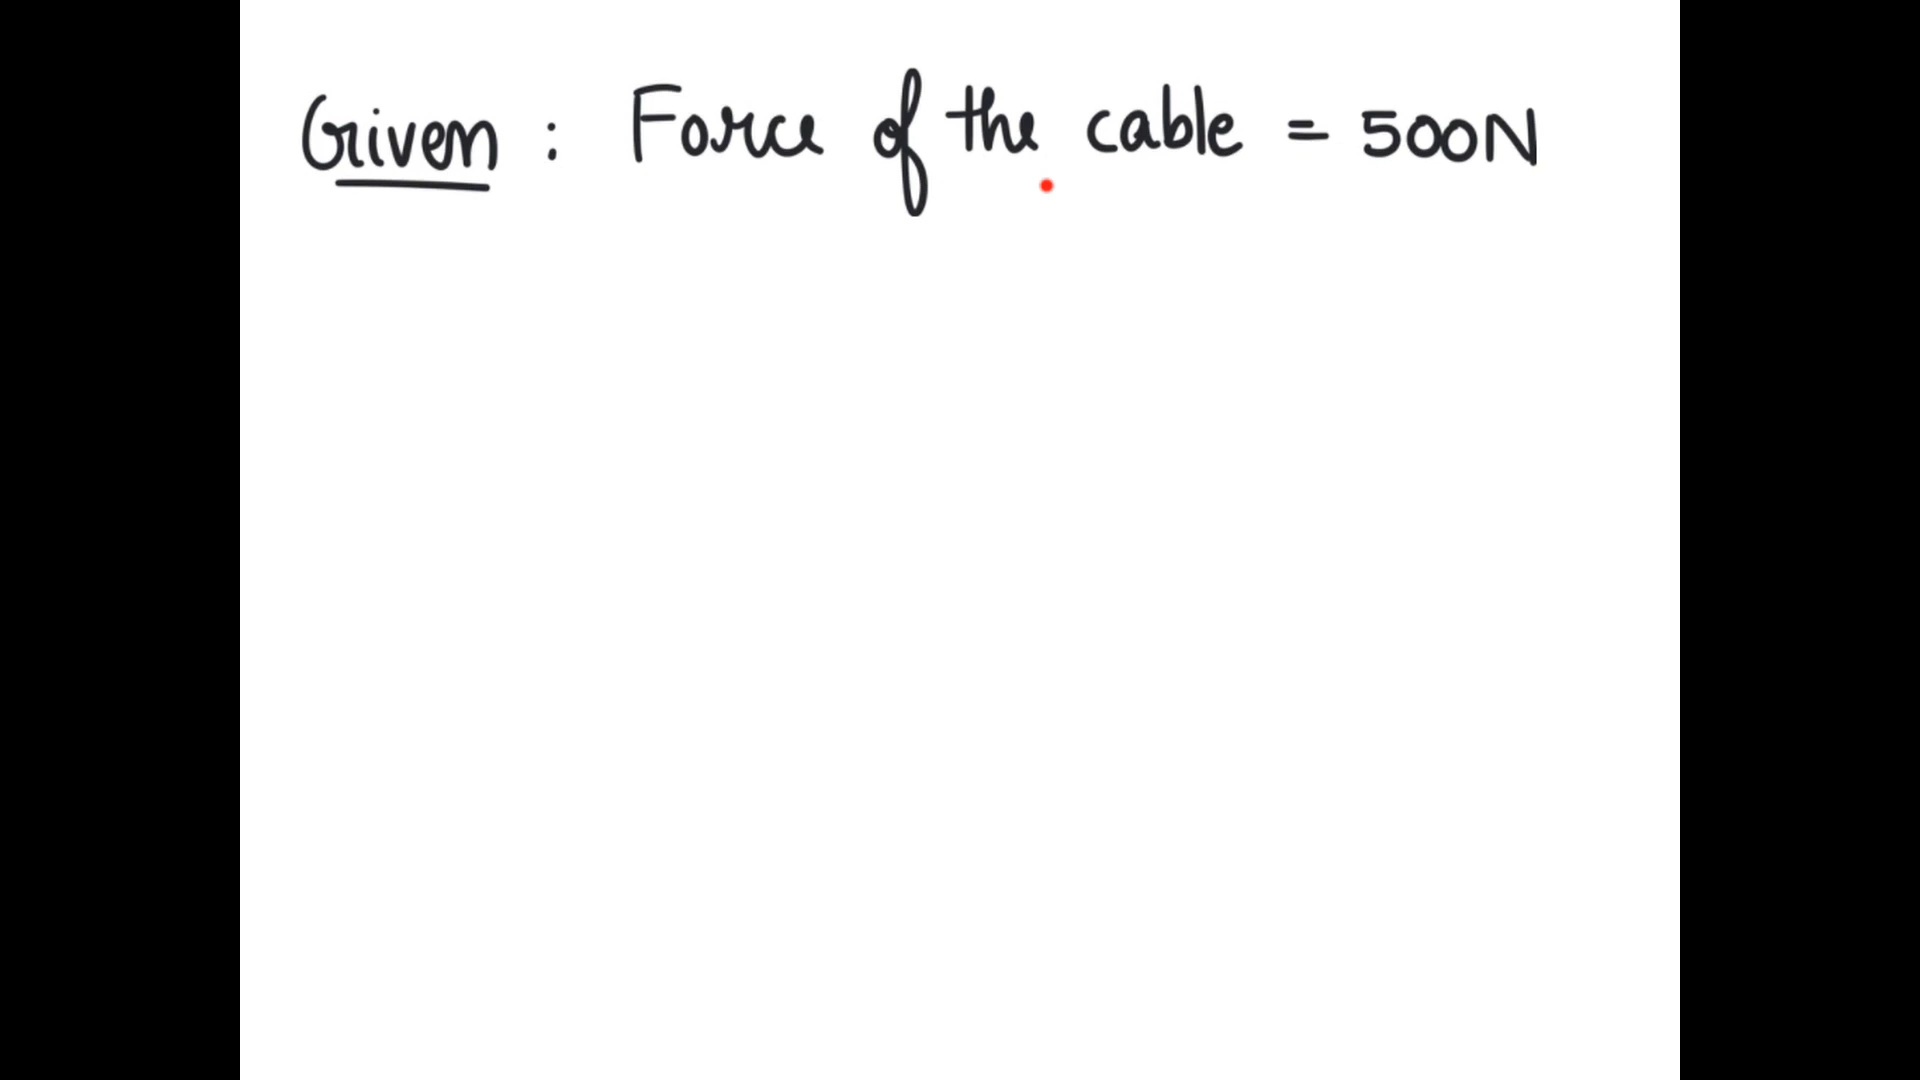 Given : Force of the cable = 500N